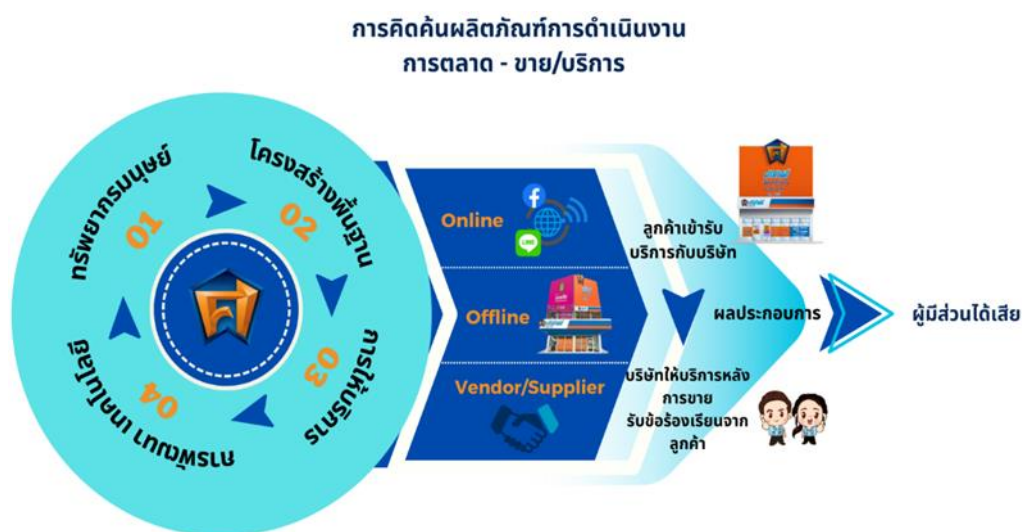 การคิดค้นผลิตภัณฑ์การดำเนินงาน
การตลาด - ขาย/บริการ
ทรัพยากรมนุษย์
01
โครงสร้างพื้นฐาน
02
การให้บริการ
03
การพัฒนา เทคโนโลยี
04
Online
Offline
Vendor/Supplier
ลูกค้าเข้ารับ
บริการกับบริษัท
ผลประกอบการ
บริษัทให้บริการหลัง
การขาย
รับข้อร้องเรียนจาก
ลูกค้า
ผู้มีส่วนได้เสีย